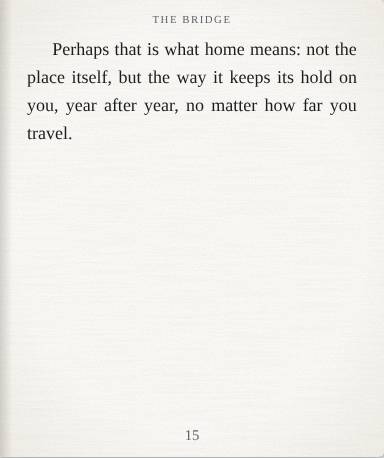 THE BRIDGE
Perhaps that is what home means: not the
place itself, but the way it keeps its hold on
you, year after year, no matter how far you
travel.
15